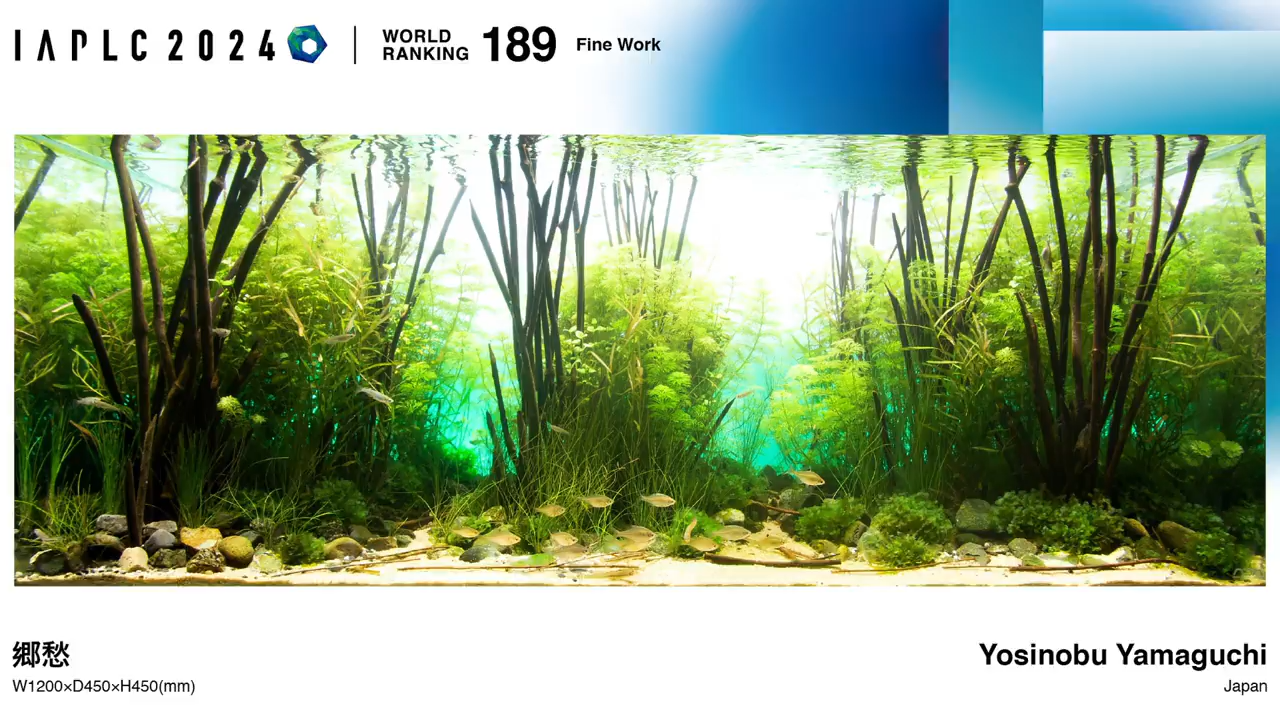 IAPLC 2024
WORLD RANKING 189 Fine Work
郷愁
W1200×D450×H450(mm)
Yosinobu Yamaguchi
Japan